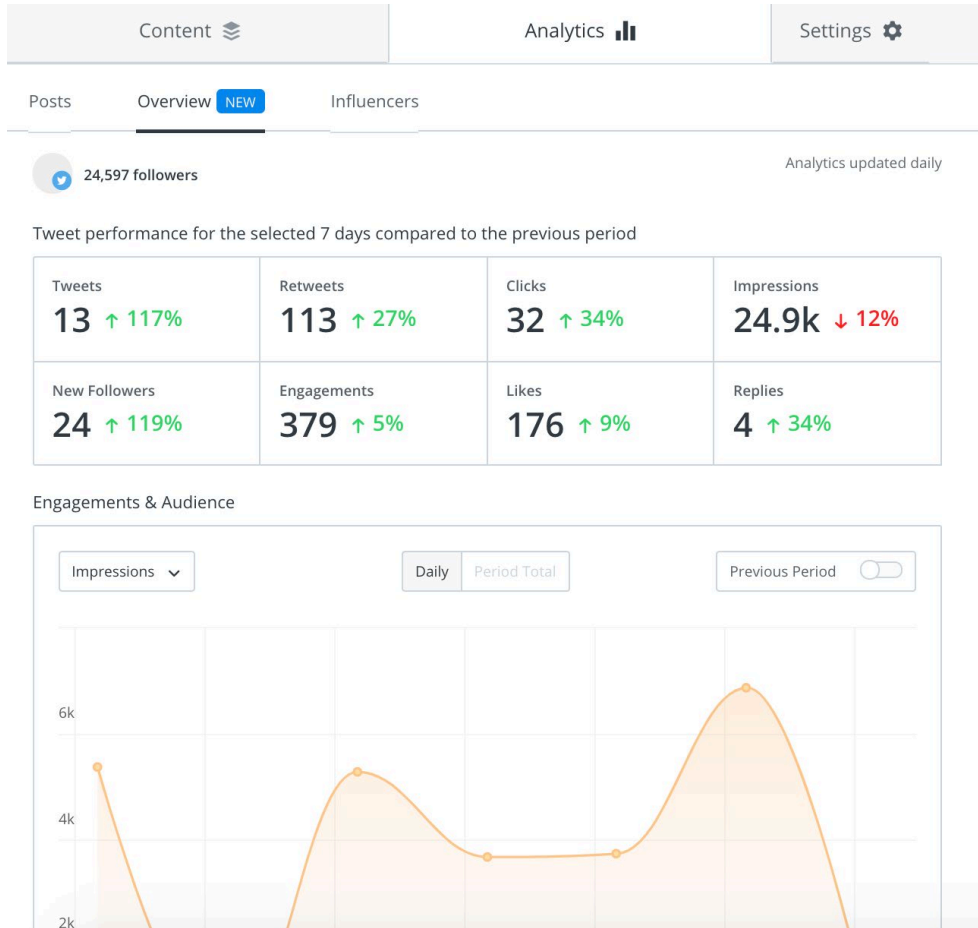 Content Analytics Settings
Posts Overview NEW Influencers
24,597 followers Analytics updated daily
Tweet performance for the selected 7 days compared to the previous period
Tweets Retweets Clicks Impressions
13 ↑ 117% 113 ↑ 27% 32 ↑ 34% 24.9k ↓ 12%
New Followers Engagements Likes Replies
24 ↑ 119% 379 ↑ 5% 176 ↑ 9% 4 ↑ 34%
Engagements & Audience
Impressions Daily Period Total Previous Period
6k
4k
2k